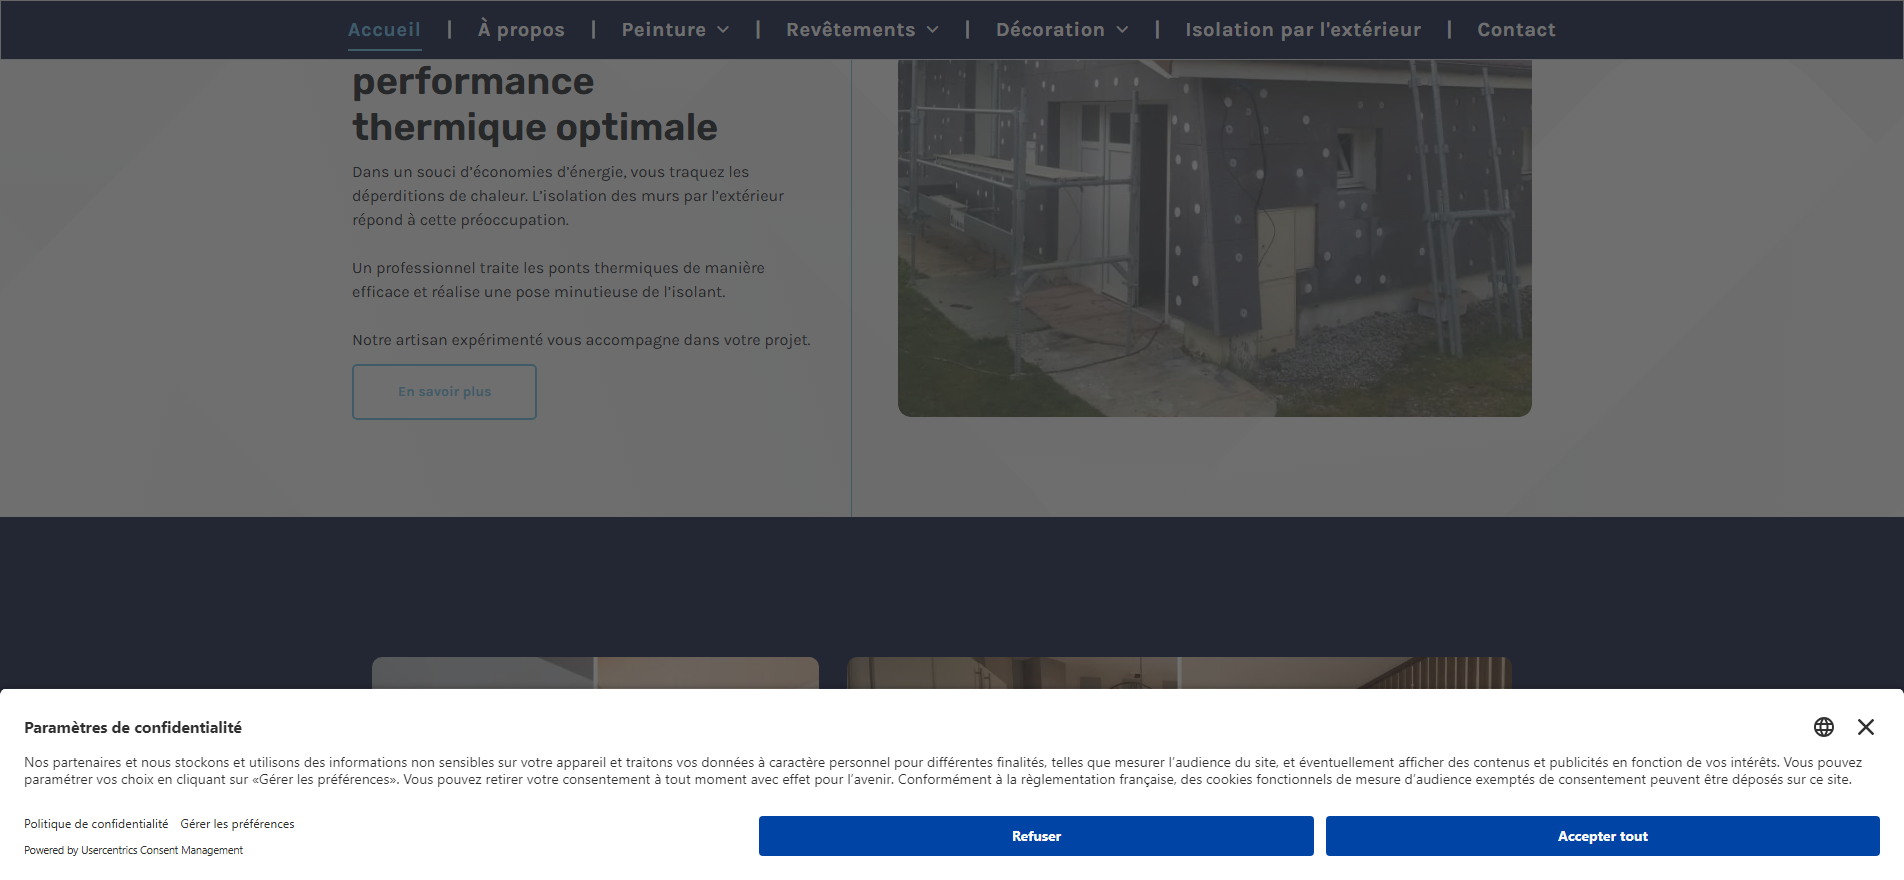 Accueil | À propos | Peinture | Revêtements | Décoration | Isolation par l'extérieur | Contact
performance
thermique optimale
Dans un souci d’économies d’énergie, vous traquez les
déperditions de chaleur. L’isolation des murs par l’extérieur
répond à cette préoccupation.
Un professionnel traite les ponts thermiques de manière
efficace et réalise une pose minutieuse de l’isolant.
Notre artisan expérimenté vous accompagne dans votre projet.
En savoir plus
Paramètres de confidentialité
Nos partenaires et nous stockons et utilisons des informations non sensibles sur votre appareil et traitons vos données à caractère personnel pour différentes finalités, telles que mesurer l’audience du site, et éventuellement afficher des contenus et publicités en fonction de vos intérêts. Vous pouvez
paramétrer vos choix en cliquant sur «Gérer les préférences». Vous pouvez retirer votre consentement à tout moment avec effet pour l’avenir. Conformément à la règlementation française, des cookies fonctionnels de mesure d’audience exemptés de consentement peuvent être déposés sur ce site.
Politique de confidentialité Gérer les préférences
Powered by Usercentrics Consent Management
Refuser
Accepter tout